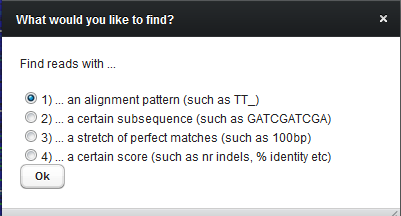 What would you like to find?
Find reads with ...
1) ... an alignment pattern (such as TT_)
2) ... a certain subsequence (such as GATCGATCGA)
3) ... a stretch of perfect matches (such as 100bp)
4) ... a certain score (such as nr indels, % identity etc)
Ok